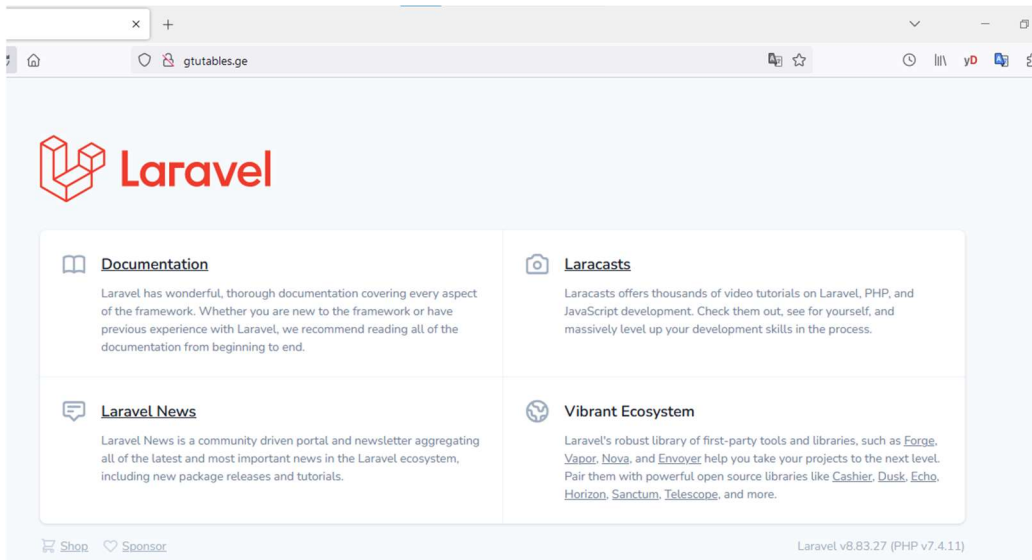 gtutables.ge
yD
Laravel
Documentation
Laravel has wonderful, thorough documentation covering every aspect
of the framework. Whether you are new to the framework or have
previous experience with Laravel, we recommend reading all of the
documentation from beginning to end.
Laracasts
Laracasts offers thousands of video tutorials on Laravel, PHP, and
JavaScript development. Check them out, see for yourself, and
massively level up your development skills in the process.
Laravel News
Laravel News is a community driven portal and newsletter aggregating
all of the latest and most important news in the Laravel ecosystem,
including new package releases and tutorials.
Vibrant Ecosystem
Laravel's robust library of first-party tools and libraries, such as Forge,
Vapor, Nova, and Envoyer help you take your projects to the next level.
Pair them with powerful open source libraries like Cashier, Dusk, Echo,
Horizon, Sanctum, Telescope, and more.
Shop Sponsor
Laravel v8.83.27 (PHP v7.4.11)